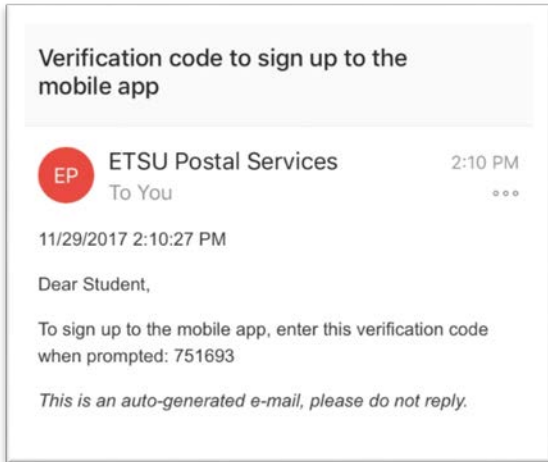 Verification code to sign up to the
mobile app
EP
ETSU Postal Services
2:10 PM
To You
11/29/2017 2:10:27 PM
Dear Student,
To sign up to the mobile app, enter this verification code
when prompted: 751693
This is an auto-generated e-mail, please do not reply.